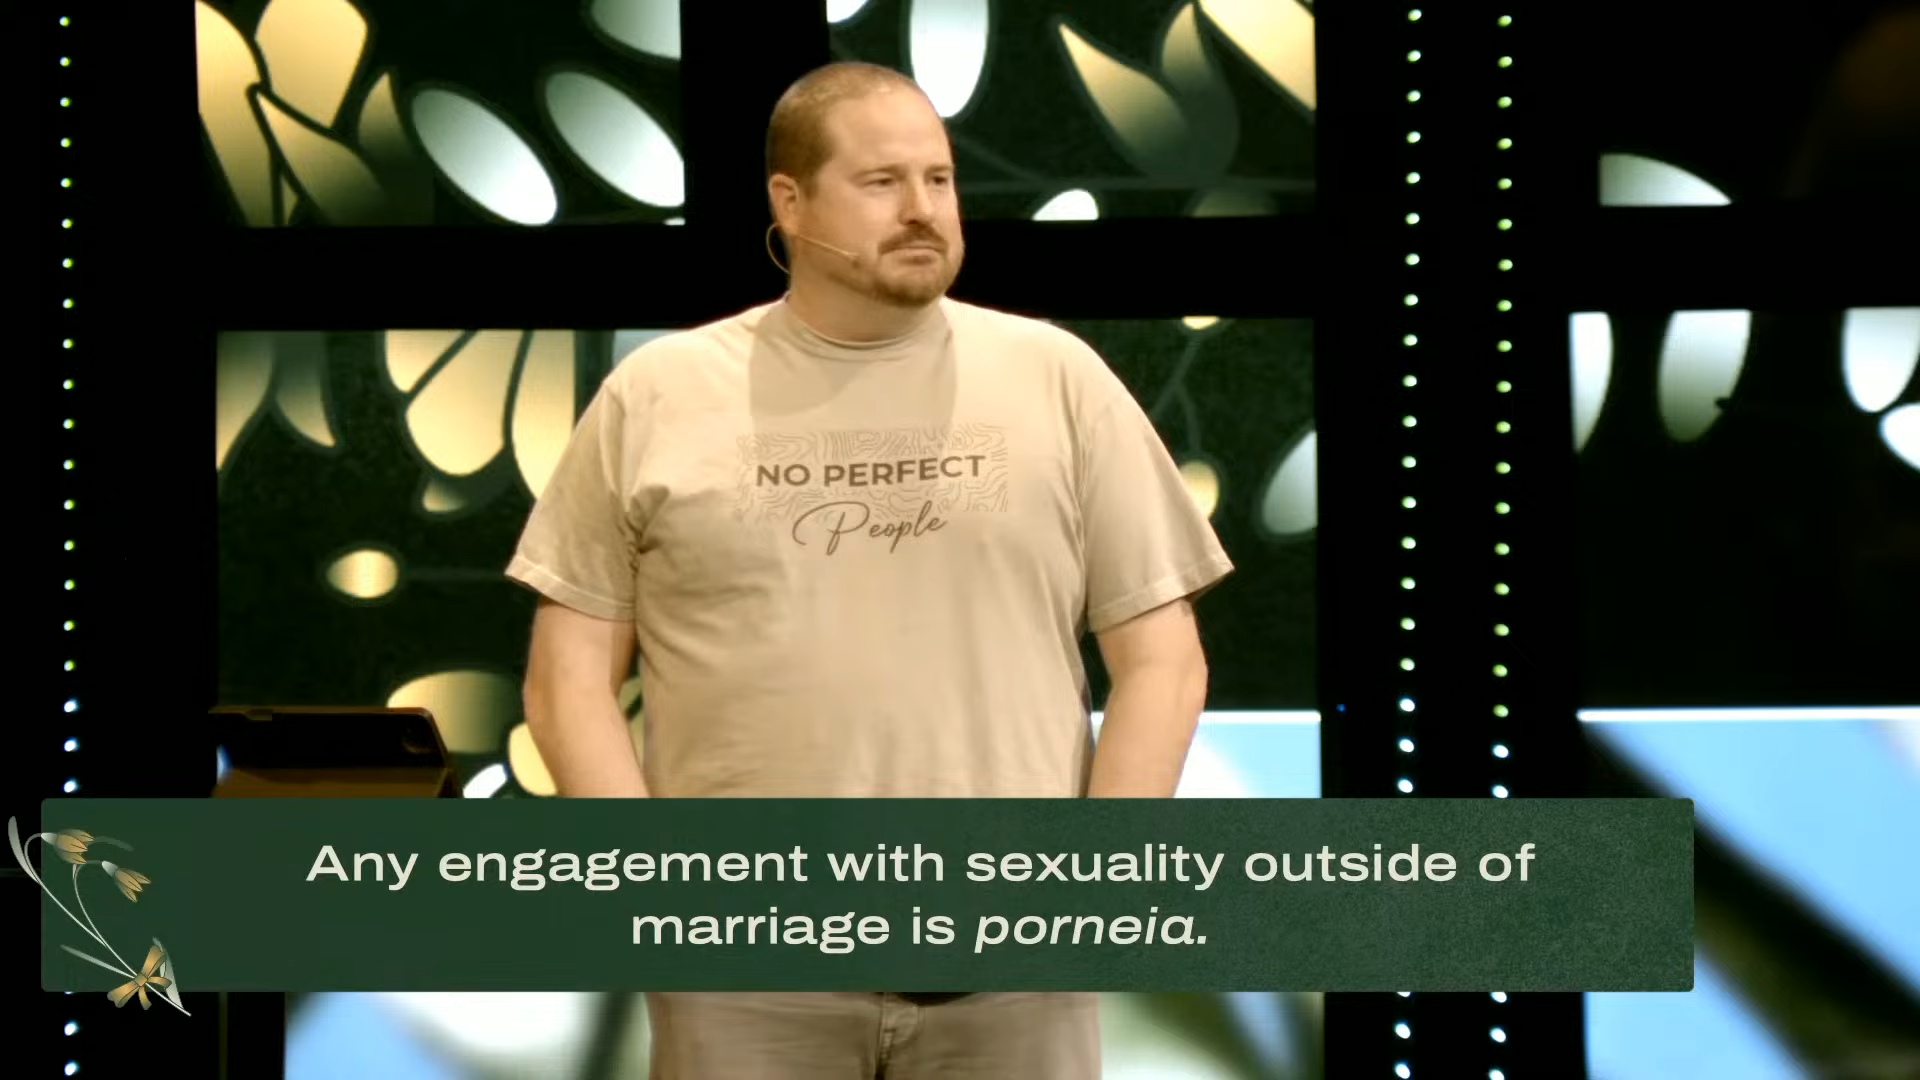 NO PERFECT
People
Any engagement with sexuality outside of
marriage is porneia.